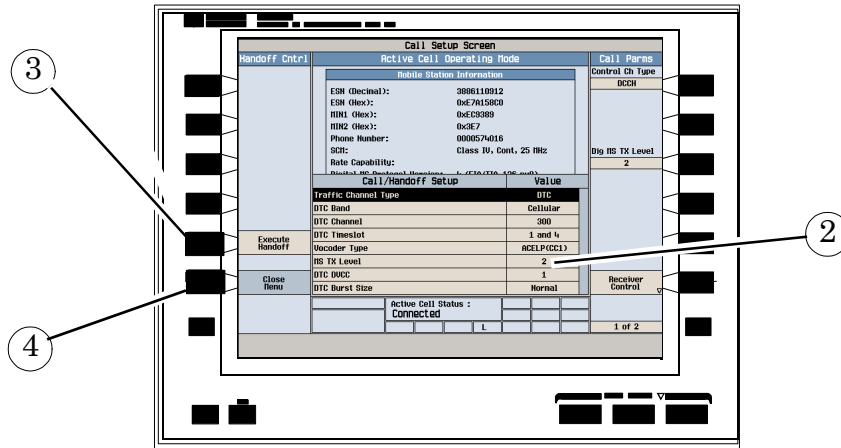 Call Setup Screen
Handoff Cntrl
Active Cell Operating Mode
Call Parms
Mobile Station Information
Control Ch Type
DCCH
ESN (Decimal): 3886110912
ESN (Hex): 0xE7A158C0
MIN1 (Hex): 0xEC9389
MIN2 (Hex): 0x3E7
Phone Number: 0000574016
SCM: Class IV, Cont, 25 MHz
Rate Capability:
Dig MS TX Level
2
Call/Handoff Setup Value
Traffic Channel Type DTC
DTC Band Cellular
DTC Channel 300
DTC Timeslot 1 and 4
Vocoder Type ACELP(CC1)
MS TX Level 2
DTC DVCC 1
DTC Burst Size Normal
Execute
Handoff
Close
Menu
Receiver
Control
Active Cell Status :
Connected
L
1 of 2
3
2
4